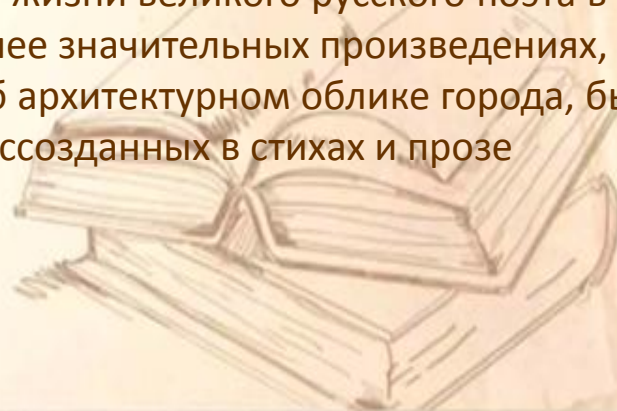 жизни великого русского поэта в
нее значительных произведениях,
б архитектурном облике города, бы
ссозданных в стихах и прозе